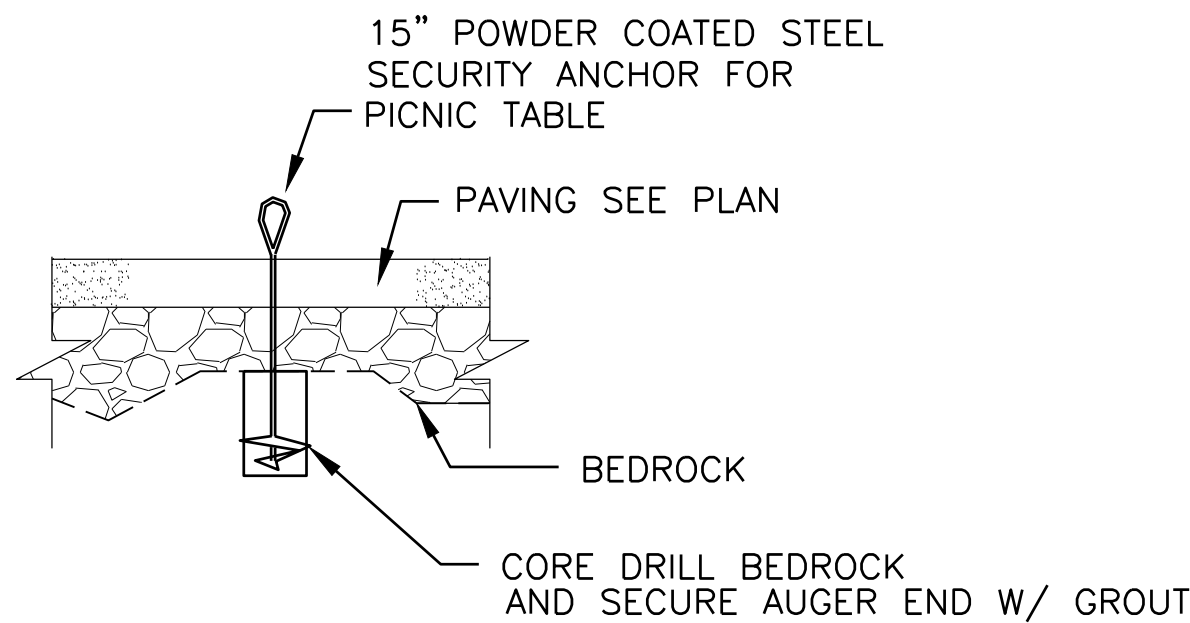 15” POWDER COATED STEEL
SECURITY ANCHOR FOR
PICNIC TABLE
PAVING SEE PLAN
BEDROCK
CORE DRILL BEDROCK
AND SECURE AUGER END W/ GROUT